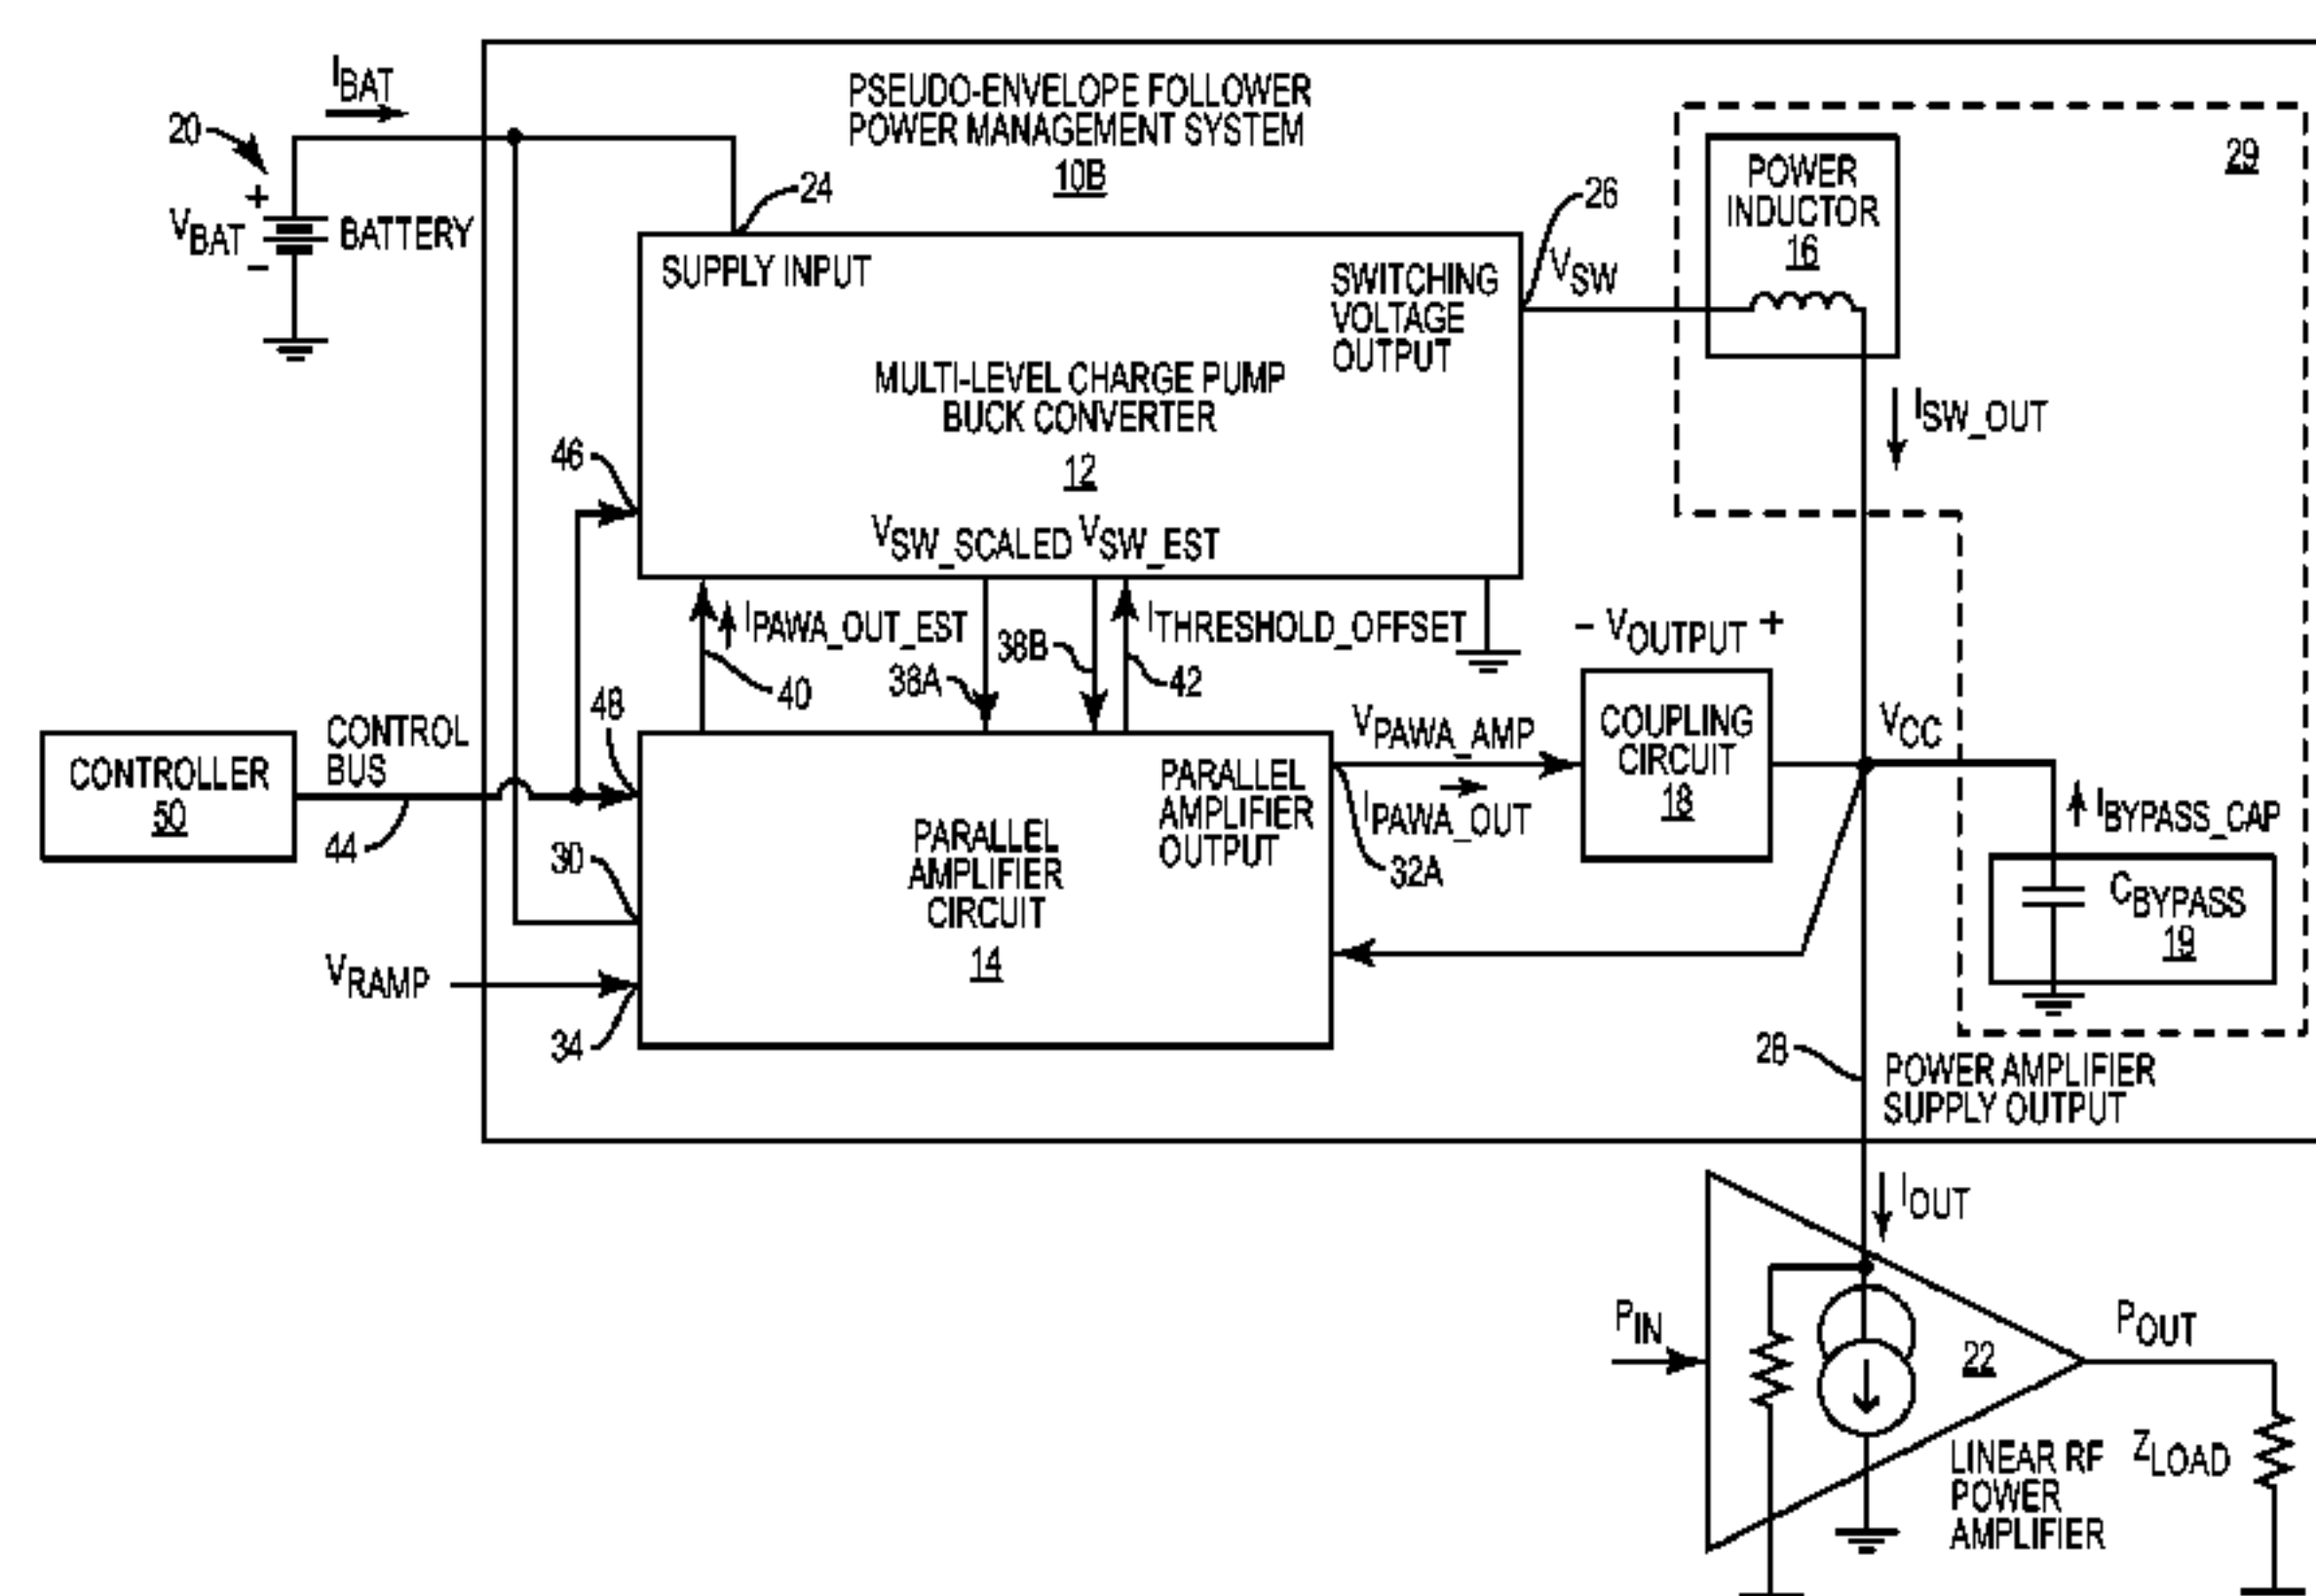 I_BAT
20
+
V_BAT
−
BATTERY
PSEUDO-ENVELOPE FOLLOWER
POWER MANAGEMENT SYSTEM
10B
24
SUPPLY INPUT
SWITCHING
VOLTAGE
OUTPUT
26
V_SW
POWER
INDUCTOR
16
29
MULTI-LEVEL CHARGE PUMP
BUCK CONVERTER
12
46
I_SW_OUT
V_SW_SCALED
V_SW_EST
I_PAWA_OUT_EST
40
38A
38B
42
I_THRESHOLD_OFFSET
− V_OUTPUT +
CONTROLLER
50
CONTROL
BUS
44
48
30
V_RAMP
34
PARALLEL
AMPLIFIER
CIRCUIT
14
PARALLEL
AMPLIFIER
OUTPUT
V_PAWA_AMP
I_PAWA_OUT
32A
COUPLING
CIRCUIT
18
V_CC
I_BYPASS_CAP
C_BYPASS
19
28
POWER AMPLIFIER
SUPPLY OUTPUT
I_OUT
P_IN
22
P_OUT
LINEAR RF
POWER
AMPLIFIER
Z_LOAD